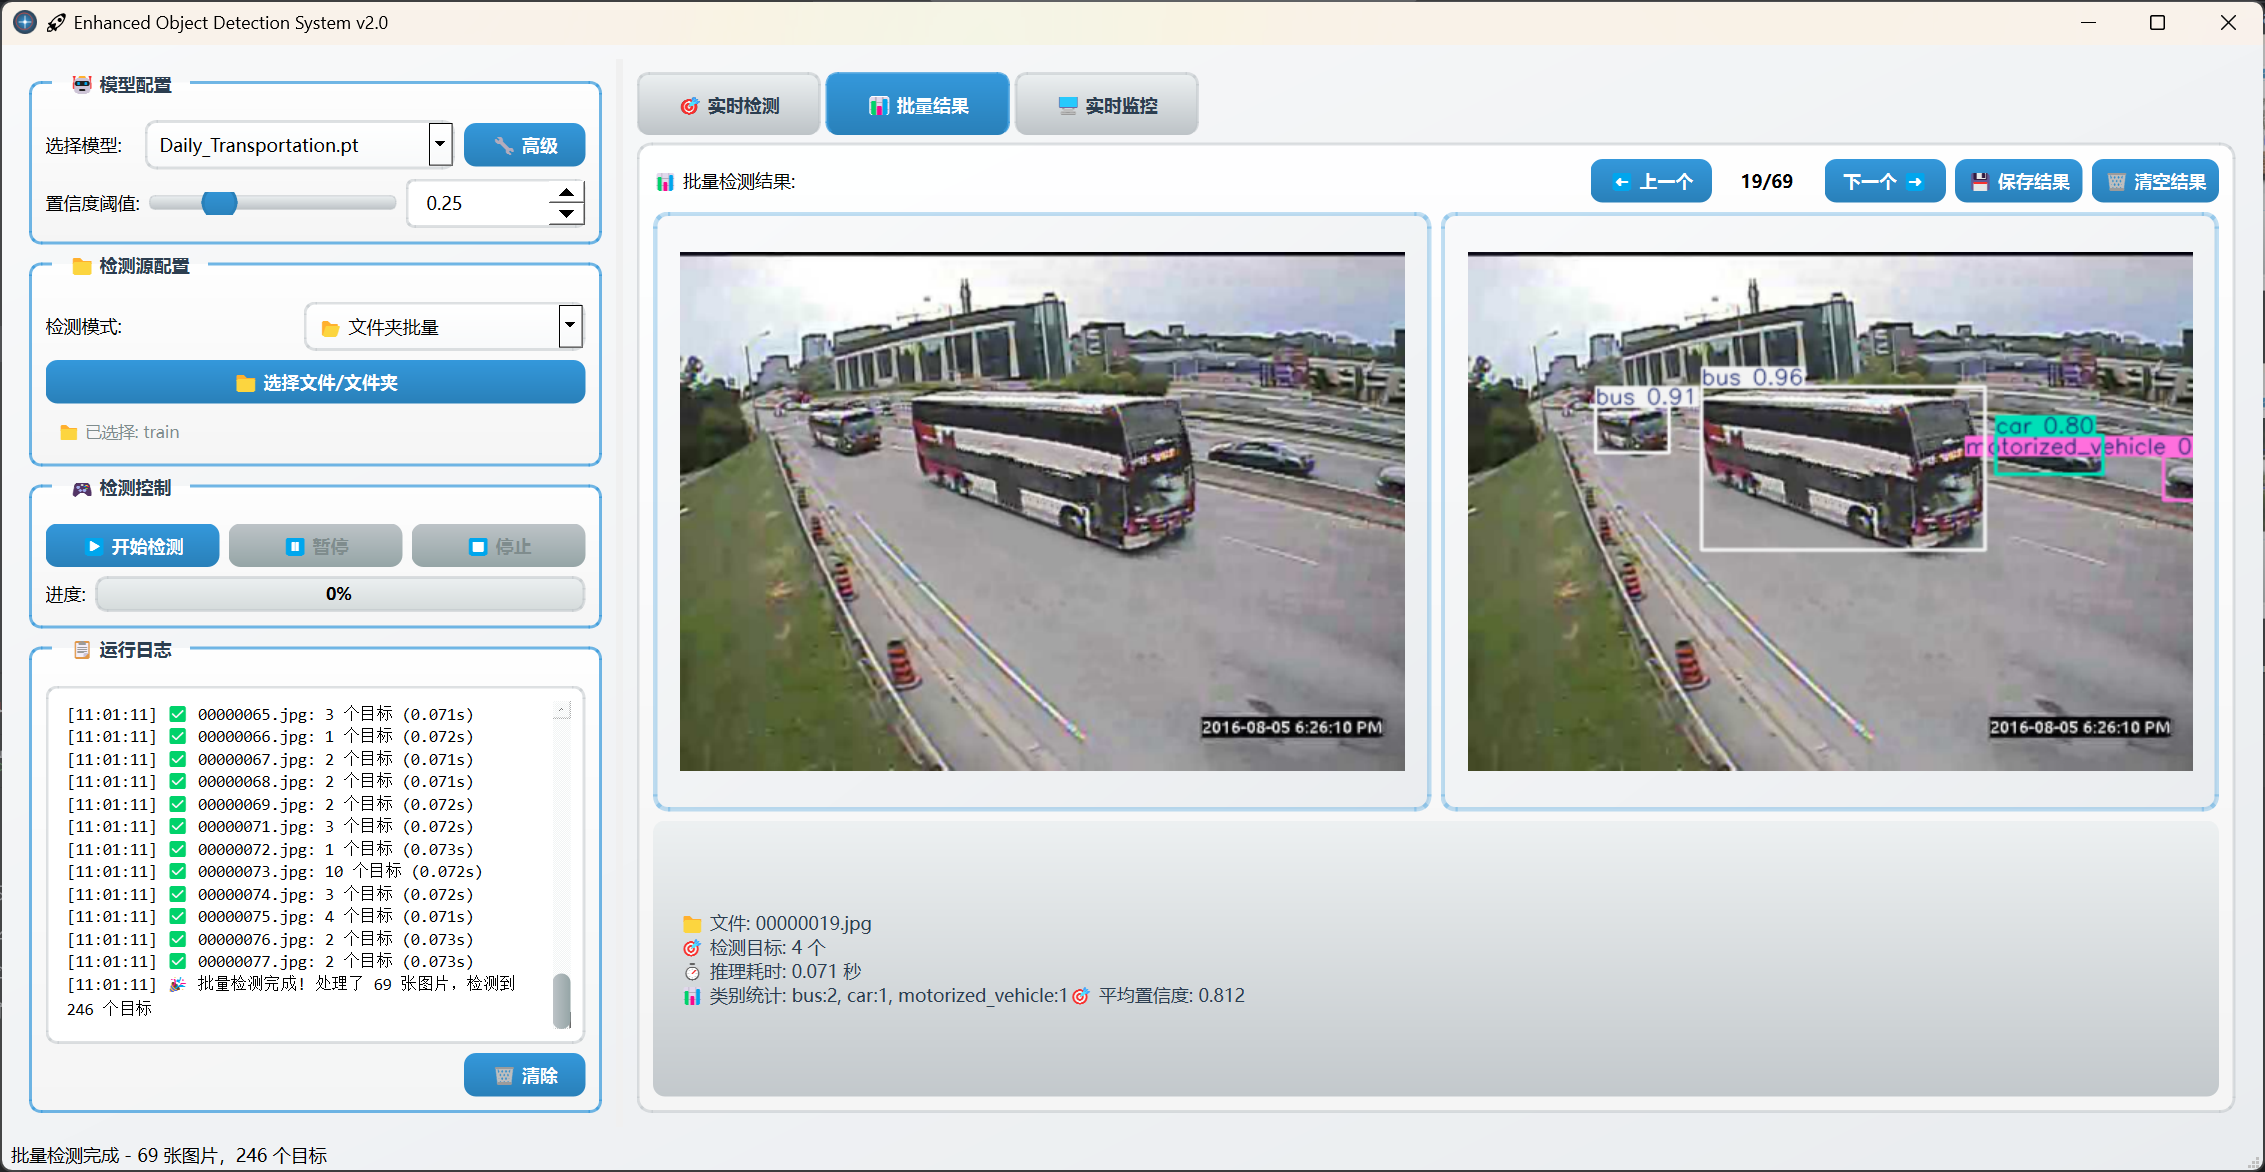 Enhanced Object Detection System v2.0
模型配置
选择模型:
Daily_Transportation.pt
高级
置信度阈值:
0.25
检测源配置
检测模式:
文件夹批量
选择文件/文件夹
已选择: train
检测控制
开始检测
暂停
停止
进度:
0%
运行日志
[11:01:11] ✅ 00000065.jpg: 3 个目标 (0.071s)
[11:01:11] ✅ 00000066.jpg: 1 个目标 (0.072s)
[11:01:11] ✅ 00000067.jpg: 2 个目标 (0.071s)
[11:01:11] ✅ 00000068.jpg: 2 个目标 (0.071s)
[11:01:11] ✅ 00000069.jpg: 2 个目标 (0.072s)
[11:01:11] ✅ 00000071.jpg: 3 个目标 (0.072s)
[11:01:11] ✅ 00000072.jpg: 1 个目标 (0.073s)
[11:01:11] ✅ 00000073.jpg: 10 个目标 (0.072s)
[11:01:11] ✅ 00000074.jpg: 3 个目标 (0.072s)
[11:01:11] ✅ 00000075.jpg: 4 个目标 (0.071s)
[11:01:11] ✅ 00000076.jpg: 2 个目标 (0.073s)
[11:01:11] ✅ 00000077.jpg: 2 个目标 (0.073s)
[11:01:11] 🎉 批量检测完成! 处理了 69 张图片，检测到
246 个目标
清除
批量检测完成 - 69 张图片，246 个目标
实时检测
批量结果
实时监控
批量检测结果:
上一个
19/69
下一个
保存结果
清空结果
2016-08-05 6:26:10 PM
bus 0.96
bus 0.91
car 0.80
motorized_vehicle 0
2016-08-05 6:26:10 PM
文件: 00000019.jpg
检测目标: 4 个
推理耗时: 0.071 秒
类别统计: bus:2, car:1, motorized_vehicle:1 平均置信度: 0.812